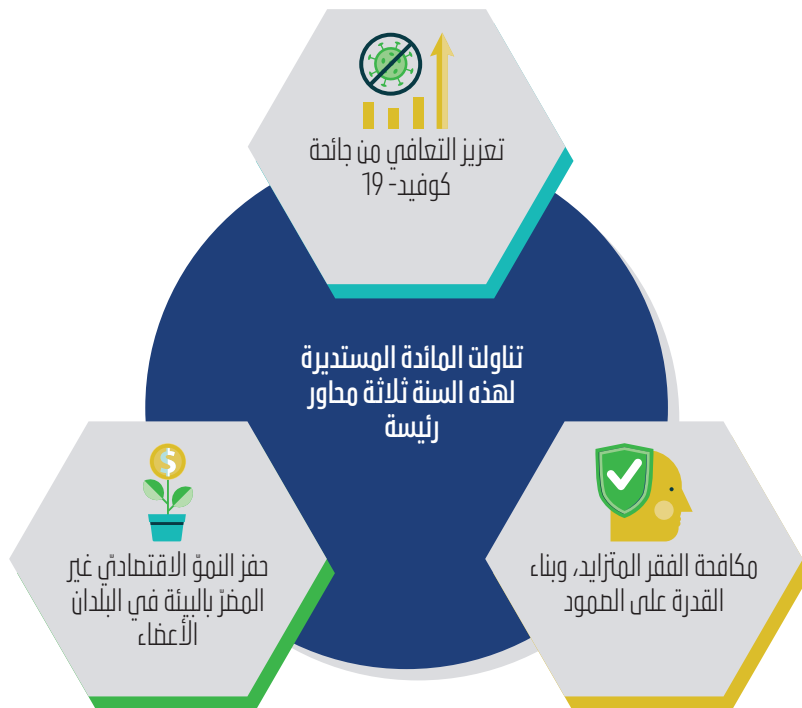 تعزيز التعافي من جائحة
كوفيد- 19
تناولت المائدة المستديرة
لهذه السنة ثلاثة محاور
رئيسة
مكافحة الفقر المتزايد، وبناء
القدرة على الصمود
حفز النموّ الاقتصاديّ غير
المضرّ بالبيئة في البلدان
الأعضاء